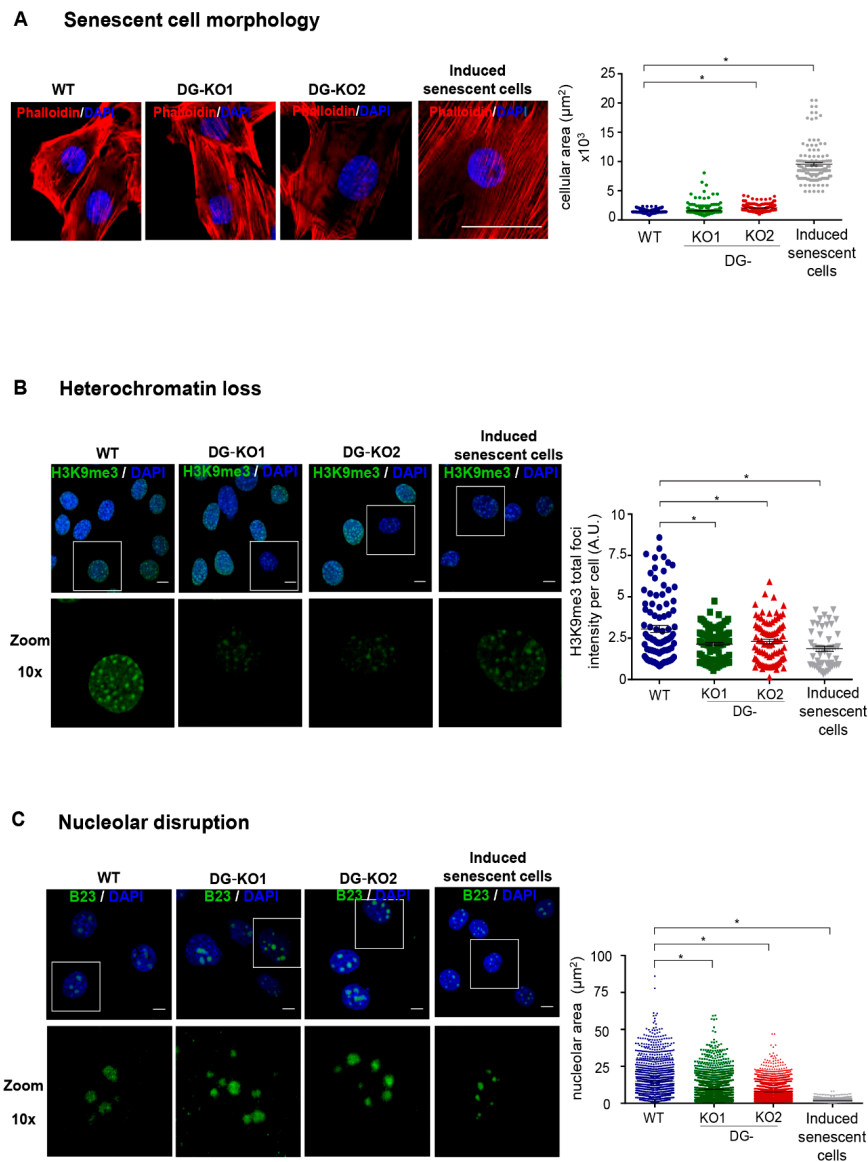 A Senescent cell morphology
WT
DG-KO1
DG-KO2
Induced
senescent cells
Phalloidin/DAPI
Phalloidin/DAPI
Phalloidin/DAPI
Phalloidin/DAPI
cellular area (µm²)
x10³
25
20
15
10
5
0
*
*
WT
KO1
KO2
DG-
Induced
senescent
cells
B Heterochromatin loss
WT
DG-KO1
DG-KO2
Induced
senescent cells
H3K9me3 / DAPI
H3K9me3 / DAPI
H3K9me3 / DAPI
H3K9me3 / DAPI
Zoom
10x
H3K9me3 total foci
intensity per cell (A.U.)
10
7.5
5
2.5
0
*
*
*
WT
KO1
KO2
DG-
Induced
senescent
cells
C Nucleolar disruption
WT
DG-KO1
DG-KO2
Induced
senescent cells
B23 / DAPI
B23 / DAPI
B23 / DAPI
B23 / DAPI
Zoom
10x
nucleolar area (µm²)
100
75
50
25
0
*
*
*
WT
KO1
KO2
DG-
Induced
senescent
cells